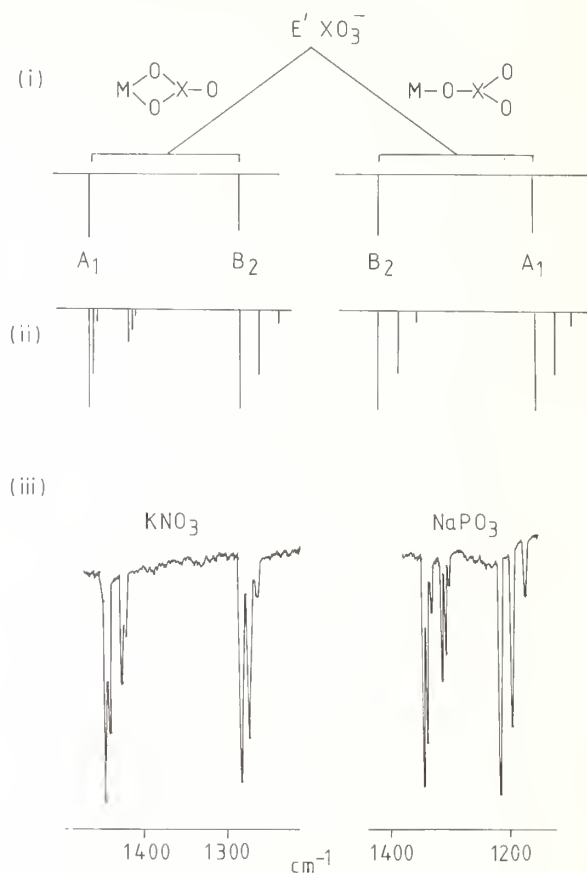 E′ XO₃⁻
(i)
M O O X–O
M–O–X O O
A₁ B₂ B₂ A₁
(ii)
(iii)
KNO₃ NaPO₃
1400 1300 cm⁻¹ 1400 1200